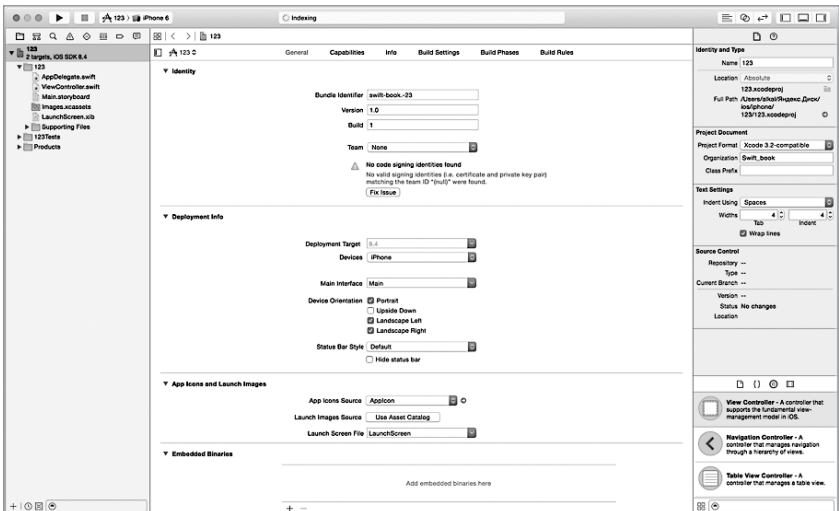 123 › iPhone 6
Indexing
123
123
2 targets, iOS SDK 8.4
123
AppDelegate.swift
ViewController.swift
Main.storyboard
Images.xcassets
LaunchScreen.xib
Supporting Files
123Tests
Products
123
General Capabilities Info Build Settings Build Phases Build Rules
Identity
Bundle Identifier swift-book.-23
Version 1.0
Build 1
Team None
No code signing identities found
No valid signing identities (i.e. certificate and private key pair)
matching the team ID "(null)" were found.
Fix Issue
Deployment Info
Deployment Target 8.4
Devices iPhone
Main Interface Main
Device Orientation Portrait
Upside Down
Landscape Left
Landscape Right
Status Bar Style Default
Hide status bar
App Icons and Launch Images
App Icons Source AppIcon
Launch Images Source Use Asset Catalog
Launch Screen File LaunchScreen
Embedded Binaries
Add embedded binaries here
Identity and Type
Name 123
Location Absolute
123.xcodeproj
Full Path /Users/alkal/Яндекс.Диск/
ios/iphone/
123/123.xcodeproj
Project Document
Project Format Xcode 3.2-compatible
Organization Swift_book
Class Prefix
Text Settings
Indent Using Spaces
Widths 4 4
Tab Indent
Wrap lines
Source Control
Repository --
Type --
Current Branch --
Version --
Status No changes
Location
View Controller - A controller that
supports the fundamental view-
management model in iOS.
Navigation Controller - A
controller that manages navigation
through a hierarchy of views.
Table View Controller - A
controller that manages a table view.